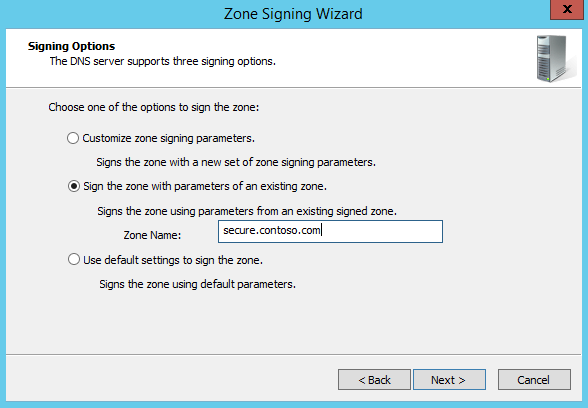 Zone Signing Wizard
x
Signing Options
The DNS server supports three signing options.
Choose one of the options to sign the zone:
Customize zone signing parameters.
Signs the zone with a new set of zone signing parameters.
Sign the zone with parameters of an existing zone.
Signs the zone using parameters from an existing signed zone.
Zone Name: secure.contoso.com
Use default settings to sign the zone.
Signs the zone using default parameters.
< Back Next > Cancel